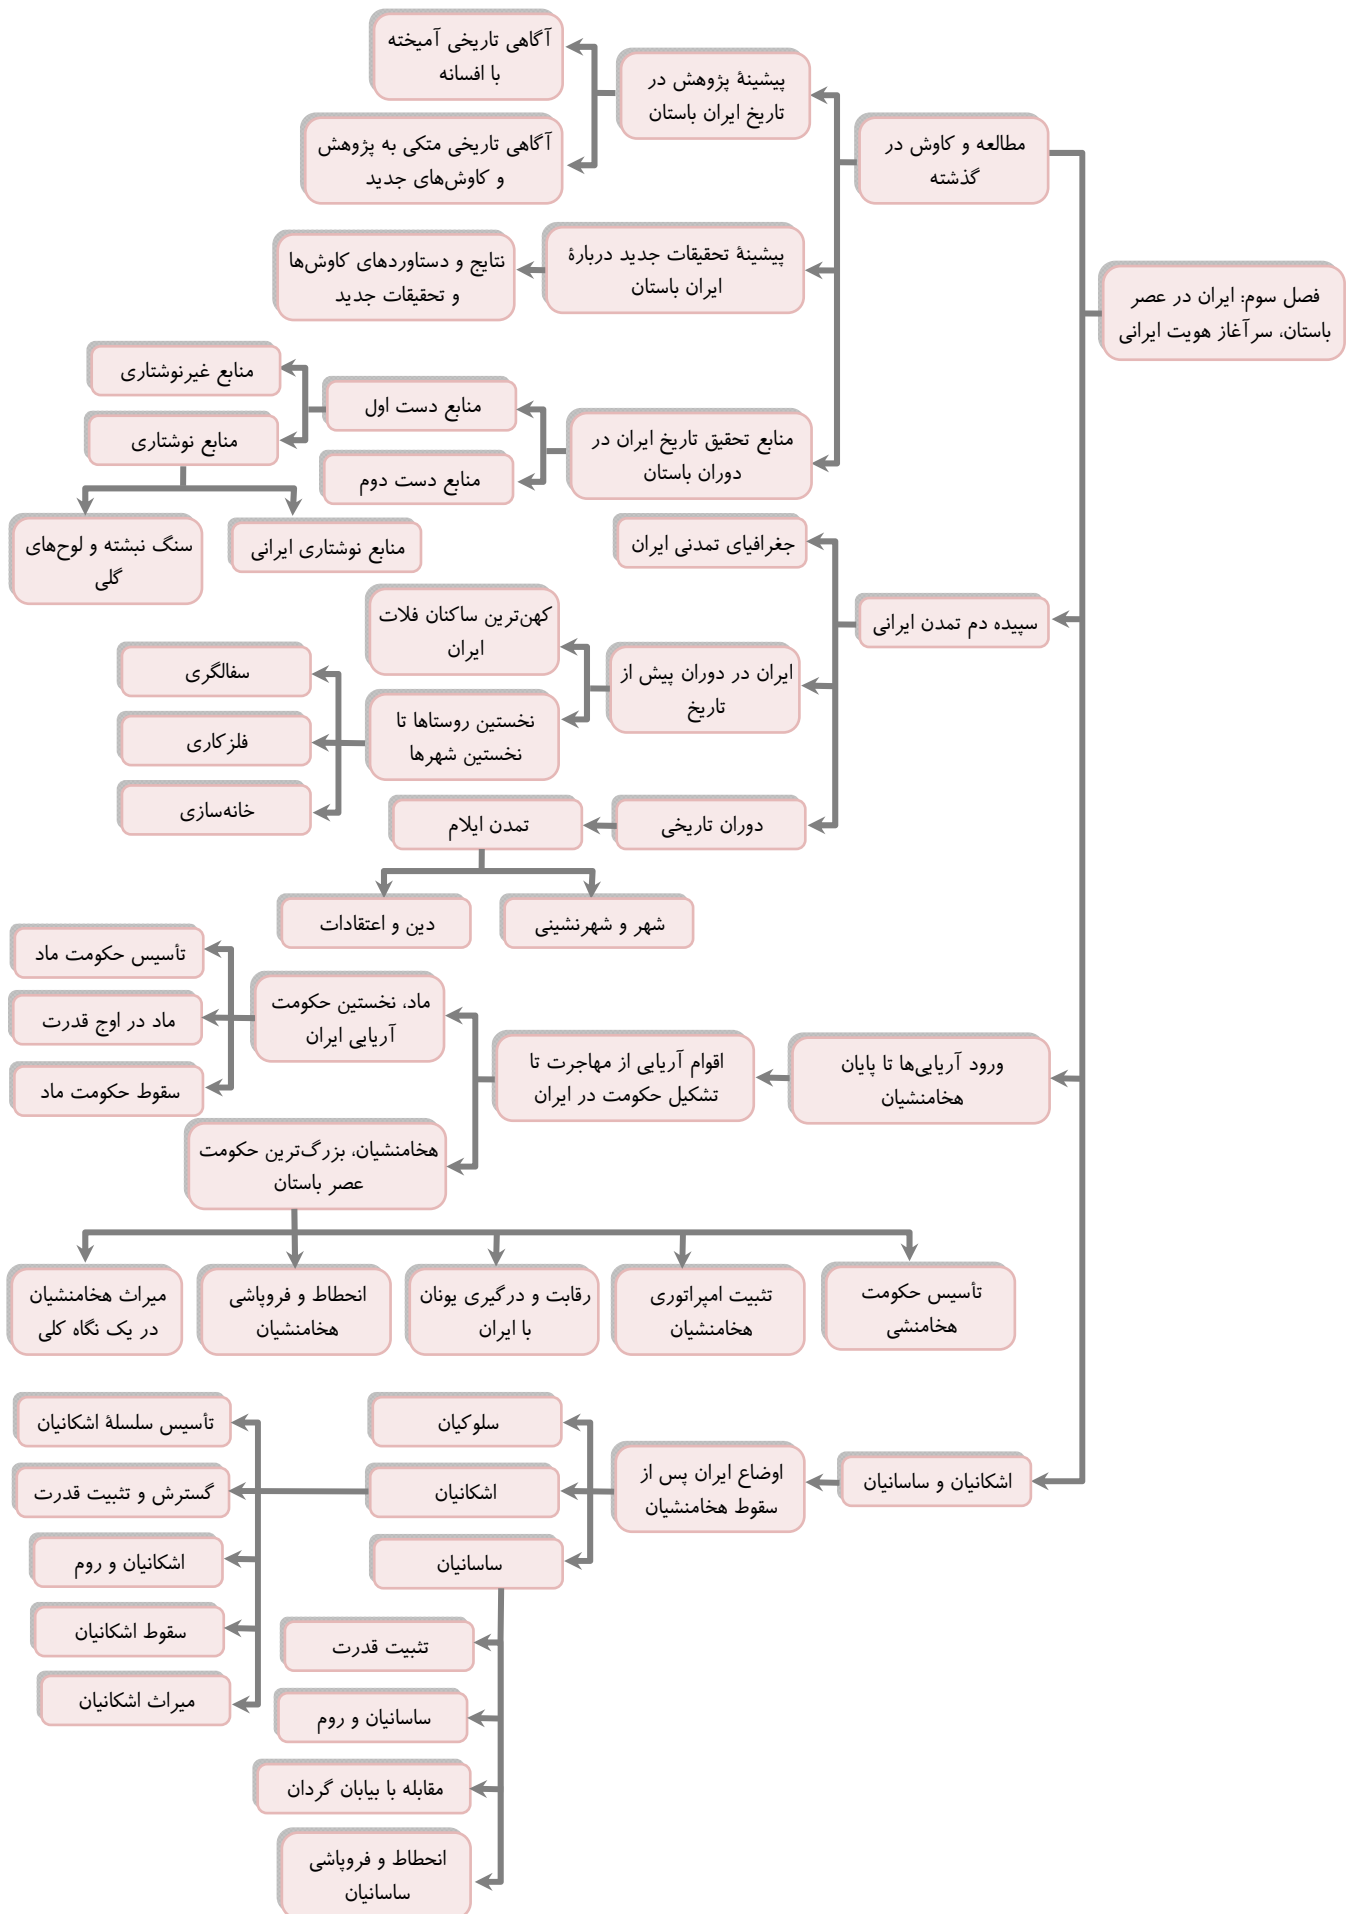 فصل سوم: ایران در عصر
باستان، سرآغاز هویت ایرانی
مطالعه و کاوش در
گذشته
پیشینۀ پژوهش در
تاریخ ایران باستان
آگاهی تاریخی آمیخته
با افسانه
آگاهی تاریخی متکی به پژوهش
و کاوش‌های جدید
پیشینۀ تحقیقات جدید دربارۀ
ایران باستان
نتایج و دستاوردهای کاوش‌ها
و تحقیقات جدید
منابع تحقیق تاریخ ایران در
دوران باستان
منابع دست اول
منابع غیرنوشتاری
منابع نوشتاری
منابع نوشتاری ایرانی
سنگ نبشته و لوح‌های
گلی
منابع دست دوم
سپیده دم تمدن ایرانی
جغرافیای تمدنی ایران
ایران در دوران پیش از
تاریخ
کهن‌ترین ساکنان فلات
ایران
نخستین روستاها تا
نخستین شهرها
سفالگری
فلزکاری
خانه‌سازی
دوران تاریخی
تمدن ایلام
شهر و شهرنشینی
دین و اعتقادات
ورود آریایی‌ها تا پایان
هخامنشیان
اقوام آریایی از مهاجرت تا
تشکیل حکومت در ایران
ماد، نخستین حکومت
آریایی ایران
تأسیس حکومت ماد
ماد در اوج قدرت
سقوط حکومت ماد
هخامنشیان، بزرگ‌ترین حکومت
عصر باستان
تأسیس حکومت
هخامنشی
تثبیت امپراتوری
هخامنشیان
رقابت و درگیری یونان
با ایران
انحطاط و فروپاشی
هخامنشیان
میراث هخامنشیان
در یک نگاه کلی
اشکانیان و ساسانیان
اوضاع ایران پس از
سقوط هخامنشیان
سلوکیان
اشکانیان
تأسیس سلسلۀ اشکانیان
گسترش و تثبیت قدرت
اشکانیان و روم
سقوط اشکانیان
میراث اشکانیان
ساسانیان
تثبیت قدرت
ساسانیان و روم
مقابله با بیابان گردان
انحطاط و فروپاشی
ساسانیان